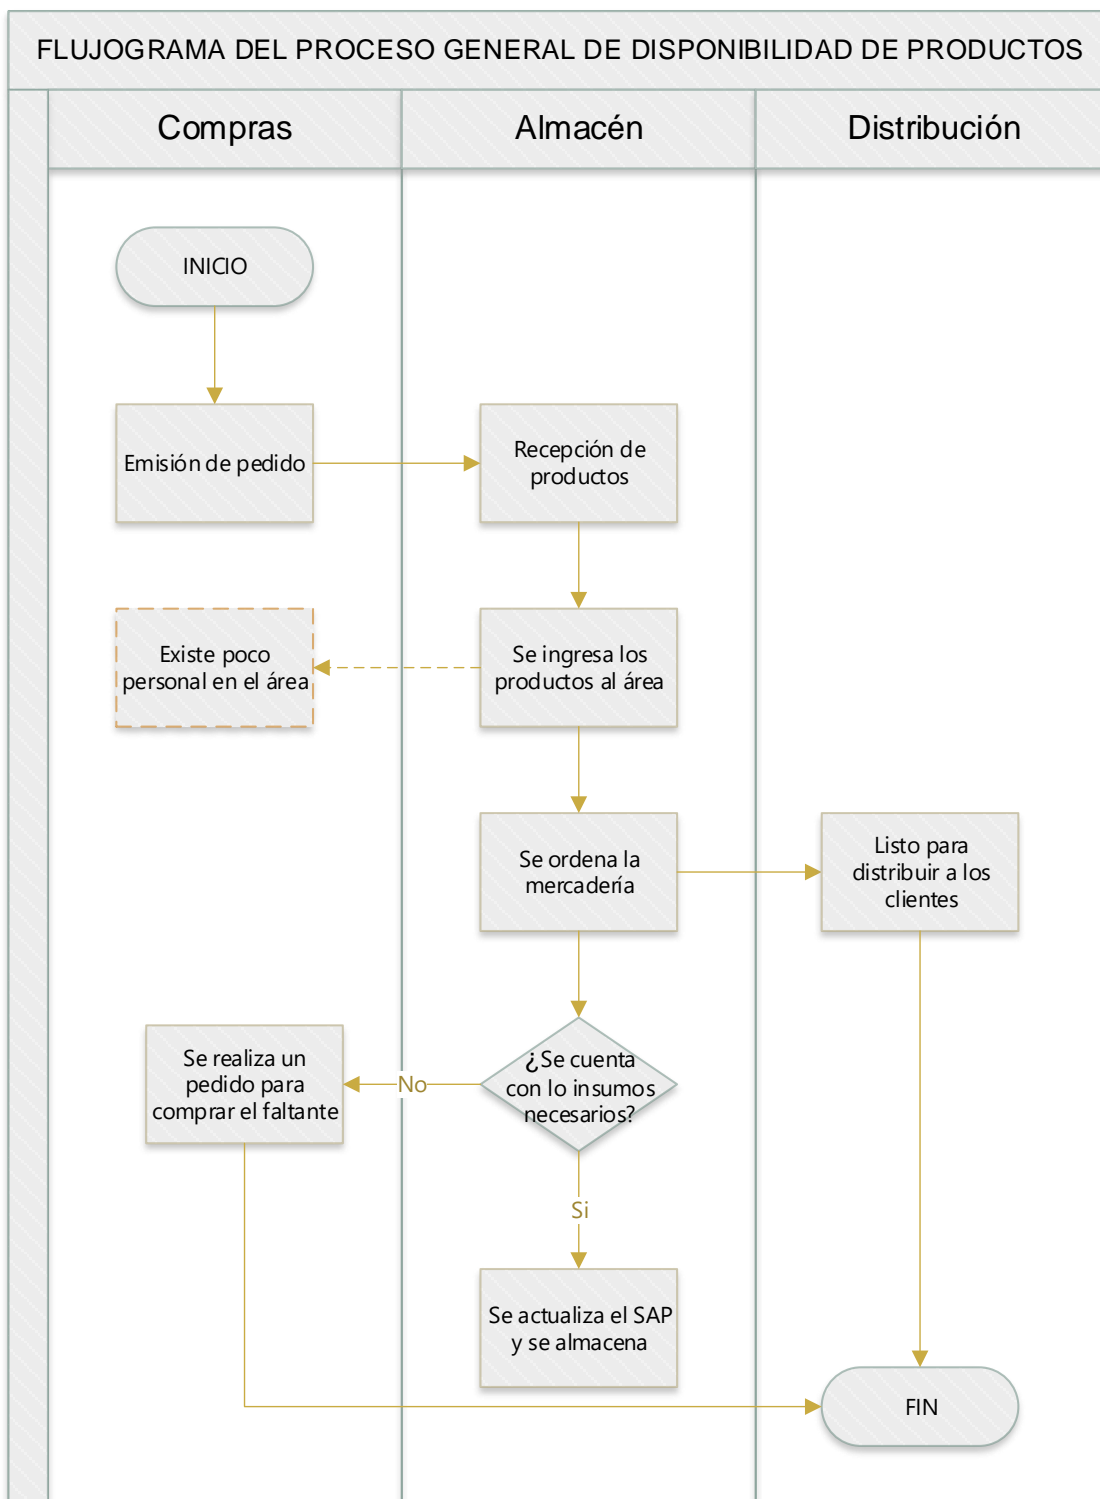 FLUJOGRAMA DEL PROCESO GENERAL DE DISPONIBILIDAD DE PRODUCTOS
Compras
Almacén
Distribución
INICIO
Emisión de pedido
Recepción de
productos
Existe poco
personal en el área
Se ingresa los
productos al área
Se ordena la
mercadería
Listo para
distribuir a los
clientes
Se realiza un
pedido para
comprar el faltante
No
¿Se cuenta
con lo insumos
necesarios?
Si
Se actualiza el SAP
y se almacena
FIN